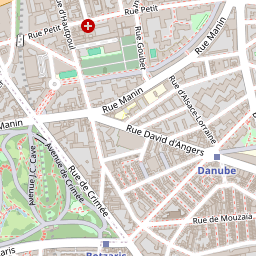 Rue Petit
Rue Petit
Rue d'Hautpoul
Rue Goubet
Rue Manin
Rue Manin
Manin
Rue d'Alsace-Lorraine
Rue David d'Angers
Danube
Avenue / C. Cave
Avenue de Crimée
Rue de Crimée
Rue de Mouzaïa
Botzaris